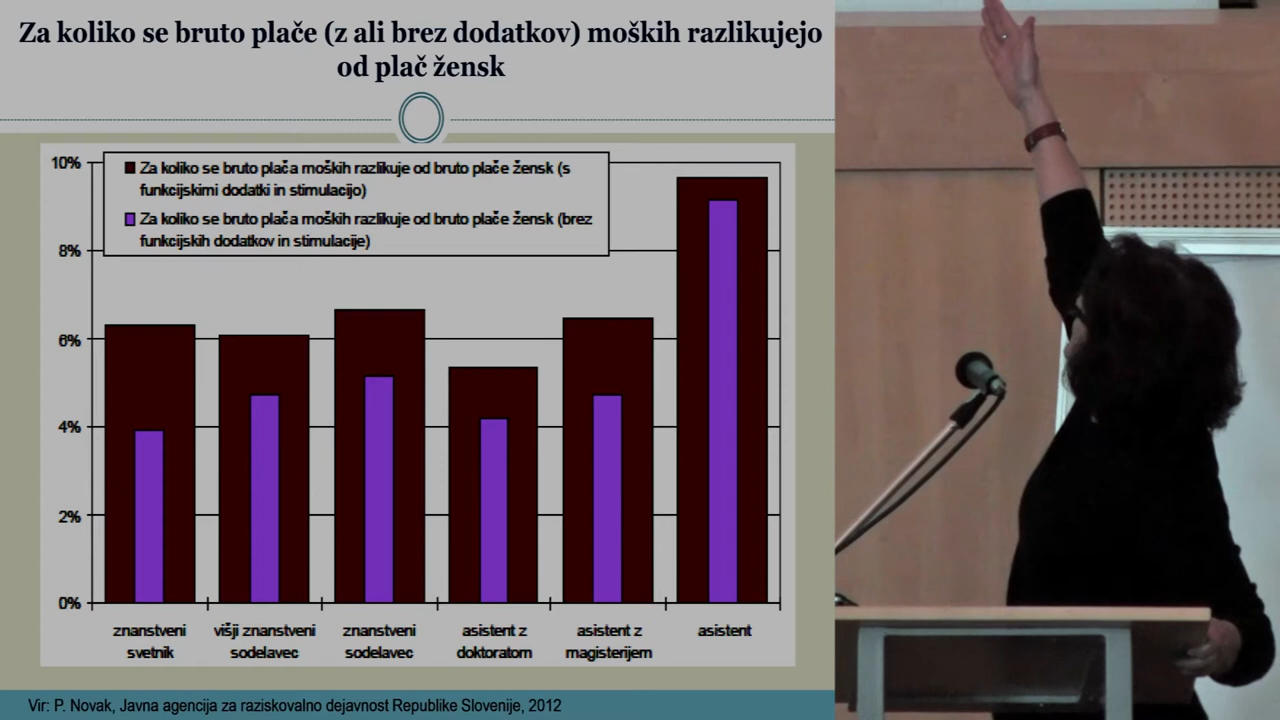 Za koliko se bruto plače (z ali brez dodatkov) moških razlikujejo
od plač žensk
10%
8%
6%
4%
2%
0%
Za koliko se bruto plača moških razlikuje od bruto plače žensk (s
funkcijskimi dodatki in stimulacijo)
Za koliko se bruto plača moških razlikuje od bruto plače žensk (brez
funkcijskih dodatkov in stimulacije)
znanstveni
svetnik
višji znanstveni
sodelavec
znanstveni
sodelavec
asistent z
doktoratom
asistent z
magisterijem
asistent
Vir: P. Novak, Javna agencija za raziskovalno dejavnost Republike Slovenije, 2012